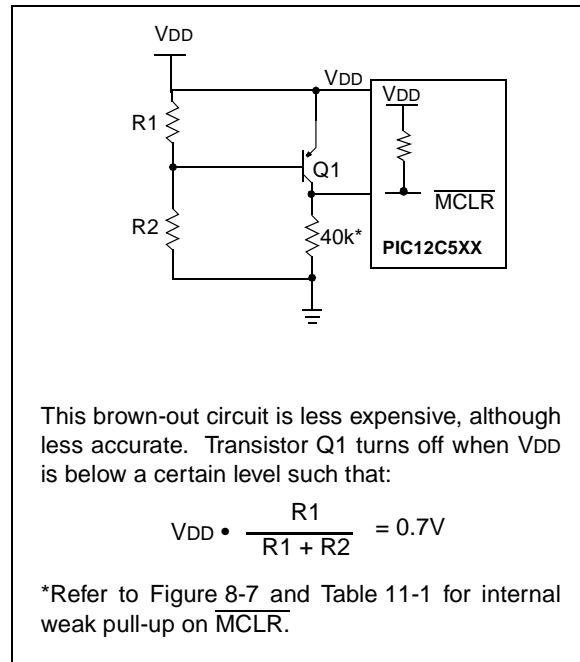 VDD
VDD
VDD
R1
Q1
MCLR
R2
40k*
PIC12C5XX
This brown-out circuit is less expensive, although
less accurate. Transistor Q1 turns off when VDD
is below a certain level such that:
VDD • R1 / R1 + R2 = 0.7V
*Refer to Figure 8-7 and Table 11-1 for internal
weak pull-up on MCLR.